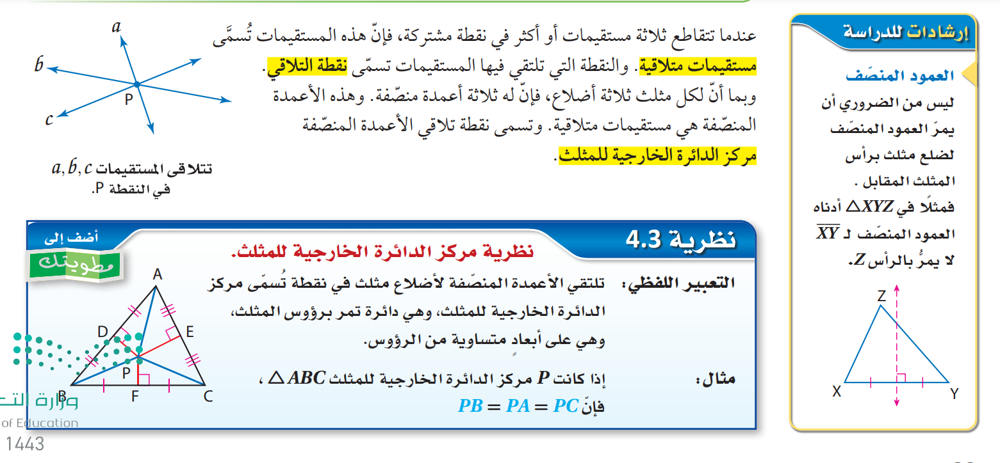 عندما تتقاطع ثلاثة مستقيمات أو أكثر في نقطة مشتركة، فإنّ هذه المستقيمات تُسمَّى
مستقيمات متلاقية. والنقطة التي تلتقي فيها المستقيمات تسمّى نقطة التلاقي.
وبما أنّ لكل مثلث ثلاثة أضلاع، فإنّ له ثلاثة أعمدة منصّفة. وهذه الأعمدة
المنصّفة هي مستقيمات متلاقية. وتسمى نقطة تلاقي الأعمدة المنصّفة
مركز الدائرة الخارجية للمثلث.
a
b
P
c
تتلاقى المستقيمات a, b, c
في النقطة P.
إرشادات للدراسة
العمود المنصّف
ليس من الضروري أن
يمرّ العمود المنصّف
لضلع مثلث برأس
المثلث المقابل .
فمثلًا في △XYZ أدناه
العمود المنصّف لـ X̅Y̅
لا يمرُّ بالرأس Z.
Z
X
Y
نظرية 4.3
نظرية مركز الدائرة الخارجية للمثلث.
أضف إلى
مطويتك
التعبير اللفظي: تلتقي الأعمدة المنصّفة لأضلاع مثلث في نقطة تُسمّى مركز
الدائرة الخارجية للمثلث، وهي دائرة تمر برؤوس المثلث،
وهي على أبعادٍ متساوية من الرؤوس.
مثال: إذا كانت P مركز الدائرة الخارجية للمثلث △ABC ،
فإنّ PB = PA = PC
A
D
E
P
B
F
C
وزارة التـ
of Education
1443